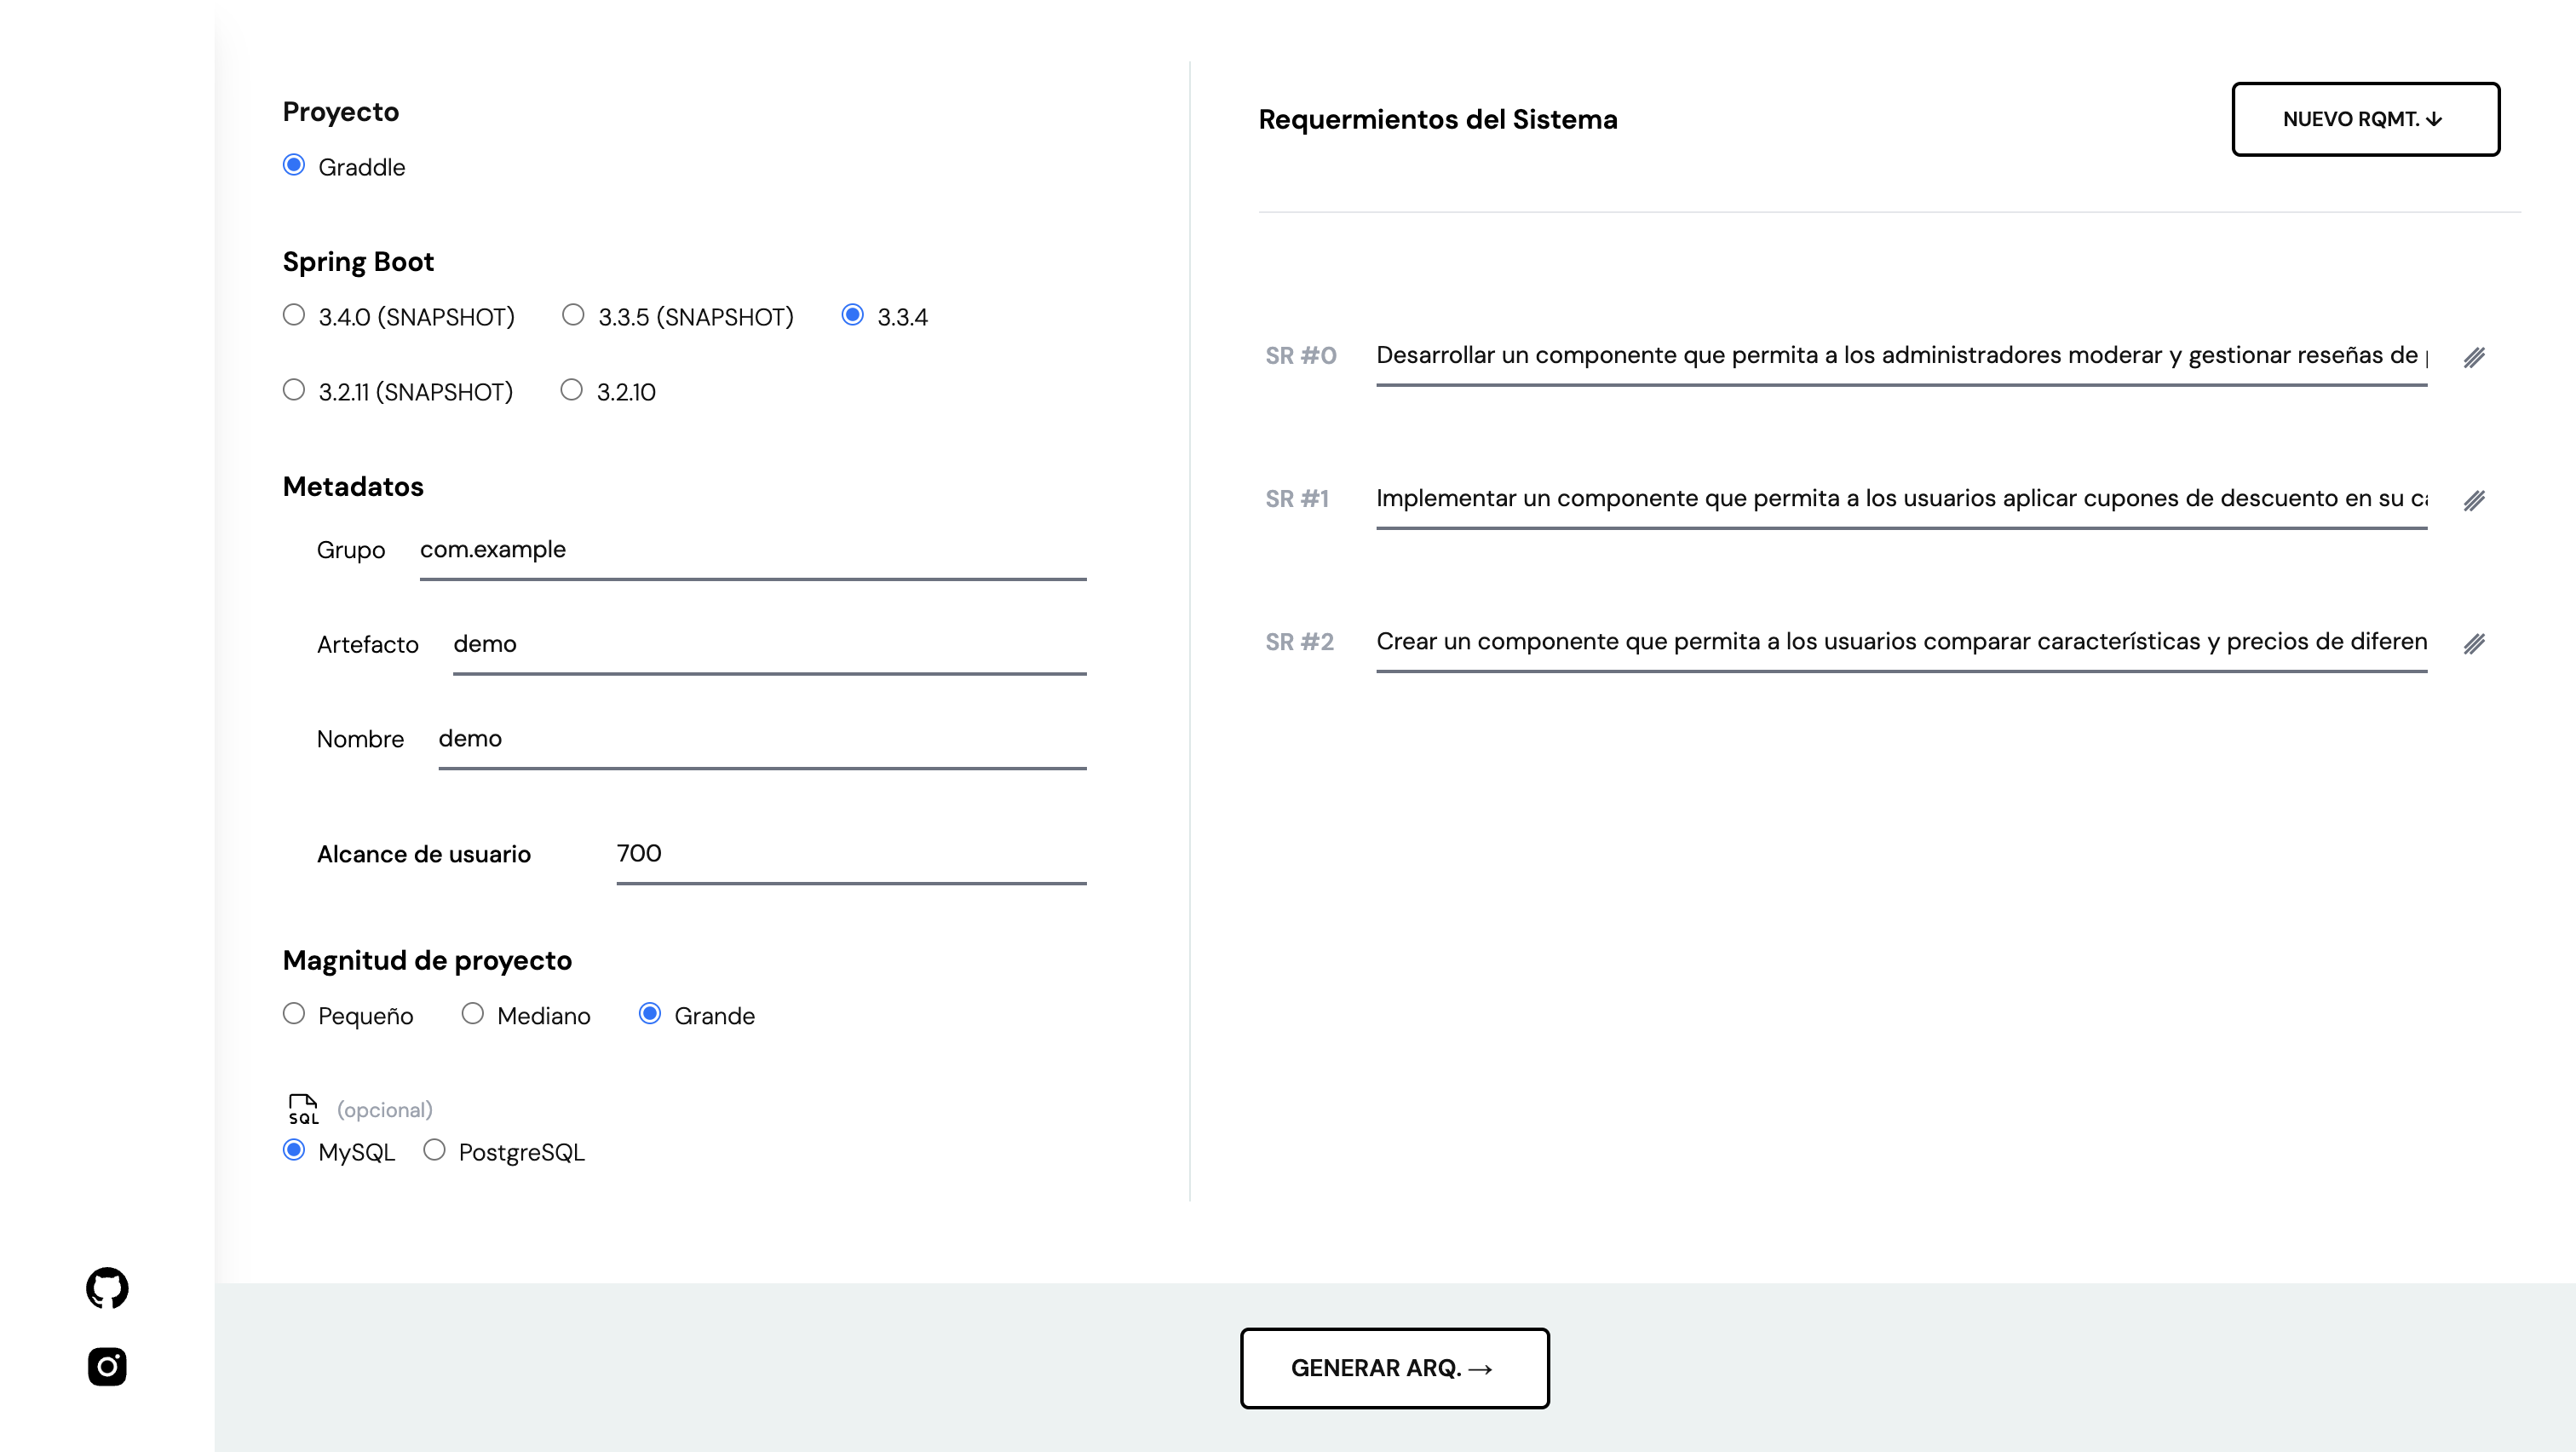 Proyecto
Graddle
Spring Boot
3.4.0 (SNAPSHOT) 3.3.5 (SNAPSHOT) 3.3.4
3.2.11 (SNAPSHOT) 3.2.10
Metadatos
Grupo com.example
Artefacto demo
Nombre demo
Alcance de usuario 700
Magnitud de proyecto
Pequeño Mediano Grande
SQL (opcional)
MySQL PostgreSQL
Requermientos del Sistema
NUEVO RQMT. ↓
SR #0 Desarrollar un componente que permita a los administradores moderar y gestionar reseñas de
SR #1 Implementar un componente que permita a los usuarios aplicar cupones de descuento en su
SR #2 Crear un componente que permita a los usuarios comparar características y precios de diferen
GENERAR ARQ. →